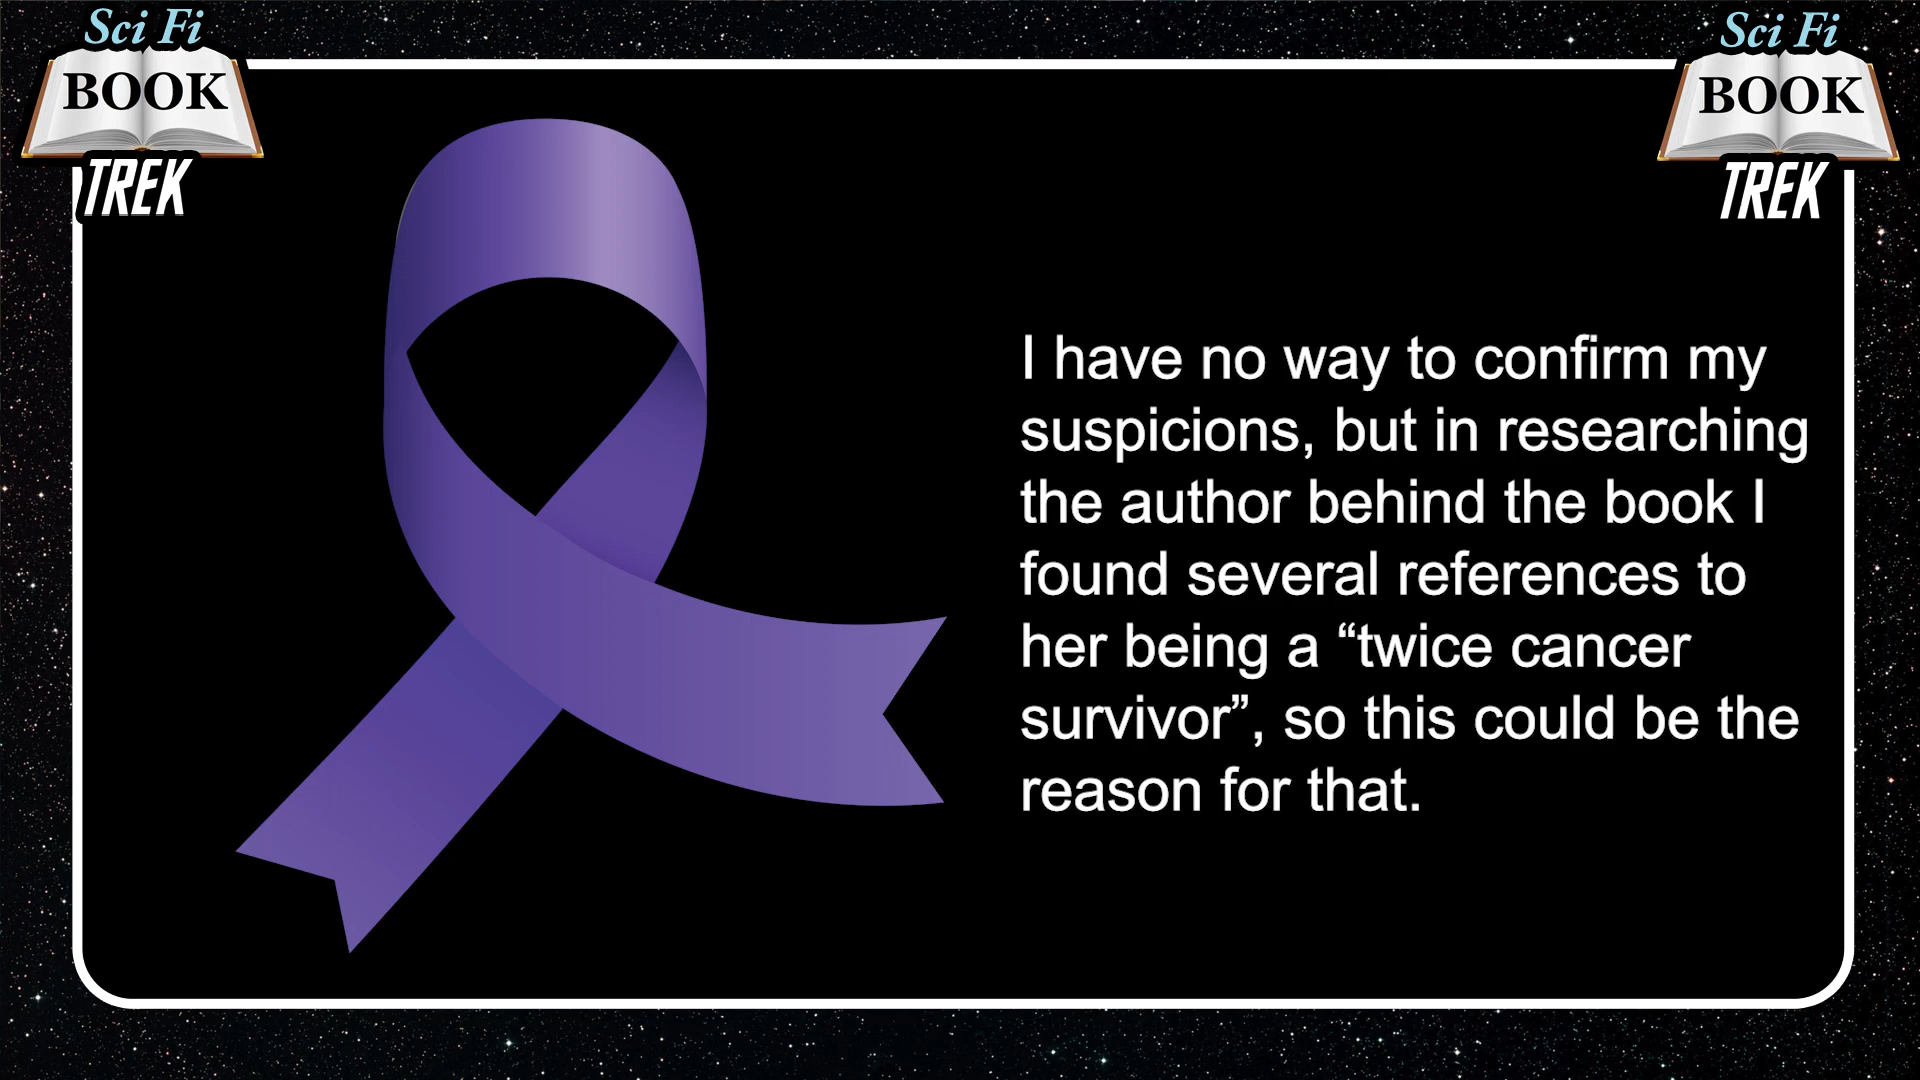 Sci Fi
BOOK
TREK
Sci Fi
BOOK
TREK
I have no way to confirm my
suspicions, but in researching
the author behind the book I
found several references to
her being a “twice cancer
survivor”, so this could be the
reason for that.